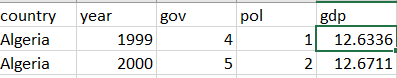 country year gov pol gdp
Algeria 1999 4 1 12.6336
Algeria 2000 5 2 12.6711